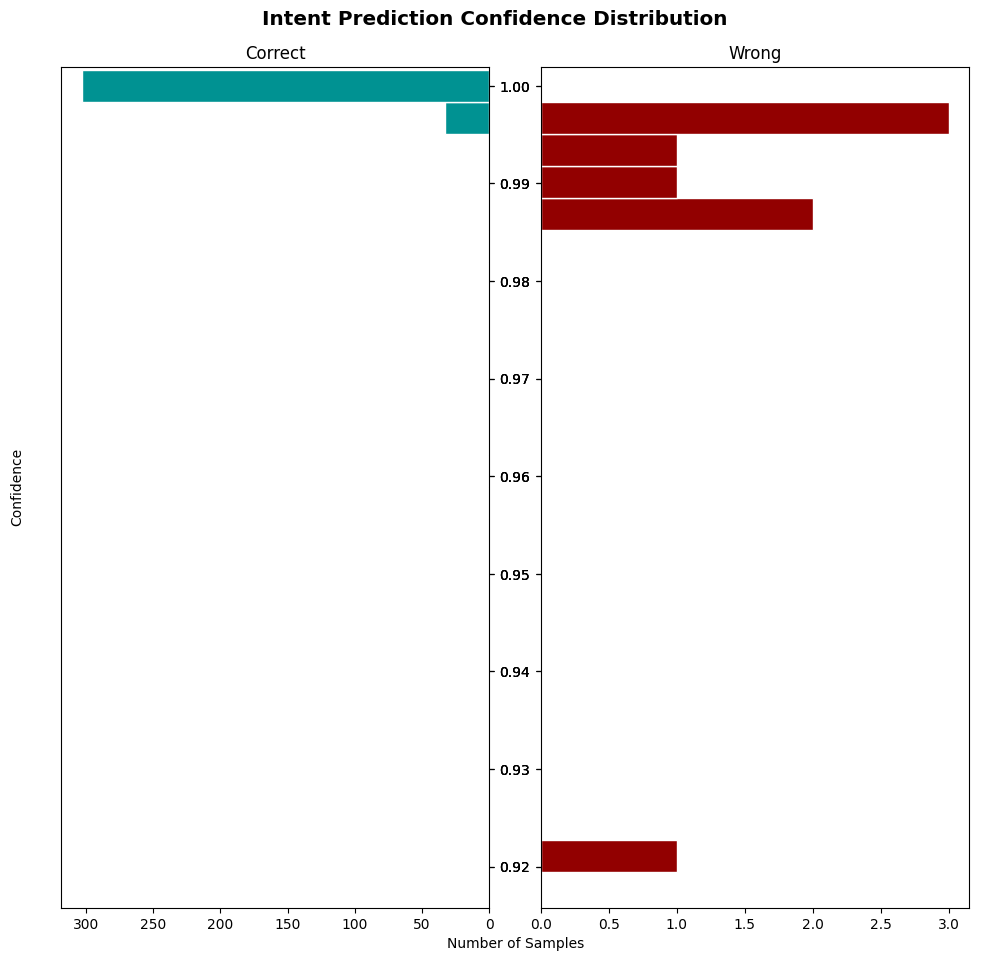 Intent Prediction Confidence Distribution
Correct
Wrong
1.00
0.99
0.98
0.97
0.96
0.95
0.94
0.93
0.92
Confidence
300 250 200 150 100 50 0
0.0 0.5 1.0 1.5 2.0 2.5 3.0
Number of Samples